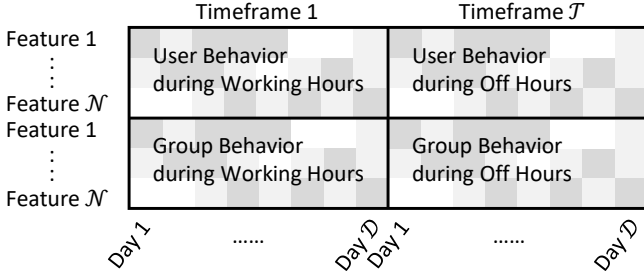 Timeframe 1 Timeframe 𝒯
Feature 1
⋮
Feature 𝒩
User Behavior
during Working Hours
User Behavior
during Off Hours
Feature 1
⋮
Feature 𝒩
Group Behavior
during Working Hours
Group Behavior
during Off Hours
Day 1 ...... Day 𝒟 Day 1 ...... Day 𝒟